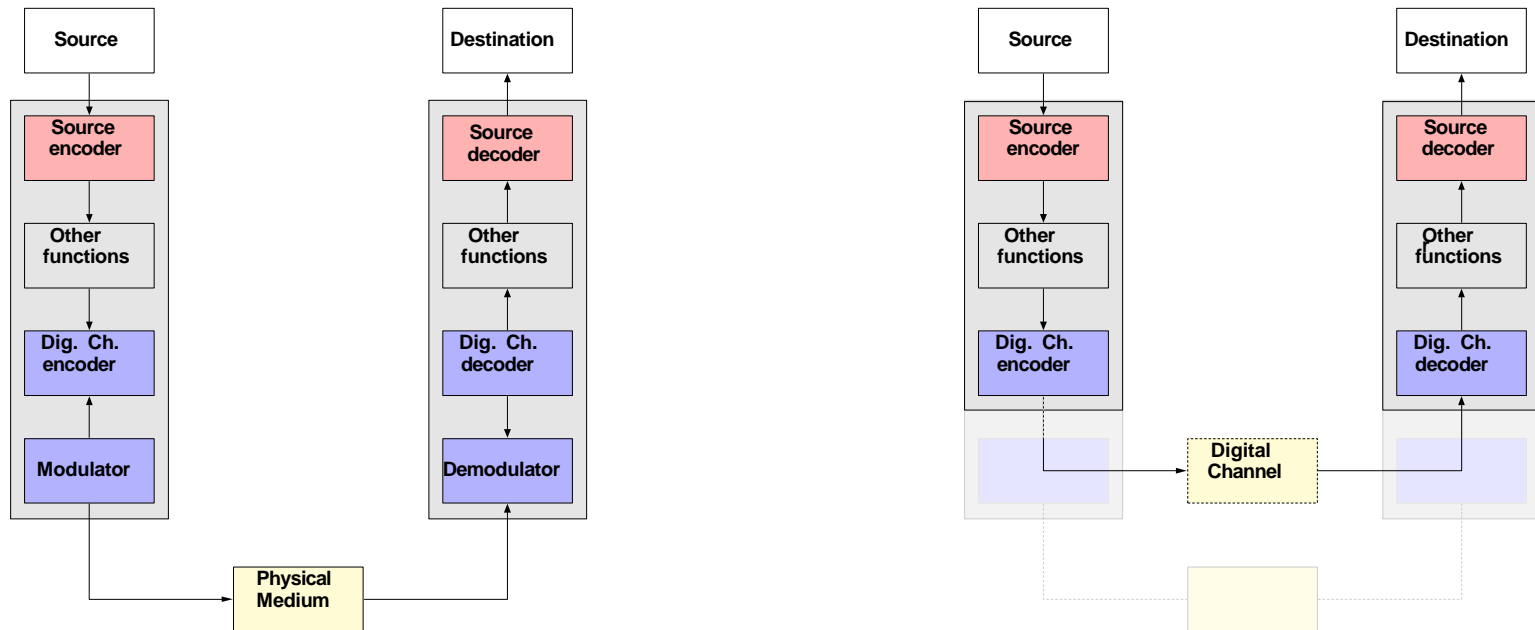 Source
Destination
Source
encoder
Source
decoder
Other
functions
Other
functions
Dig. Ch.
encoder
Dig. Ch.
decoder
Modulator
Demodulator
Physical
Medium
Source
Destination
Source
encoder
Source
decoder
Other
functions
Other
r
functions
Dig. Ch.
encoder
Dig. Ch.
decoder
Digital
Channel